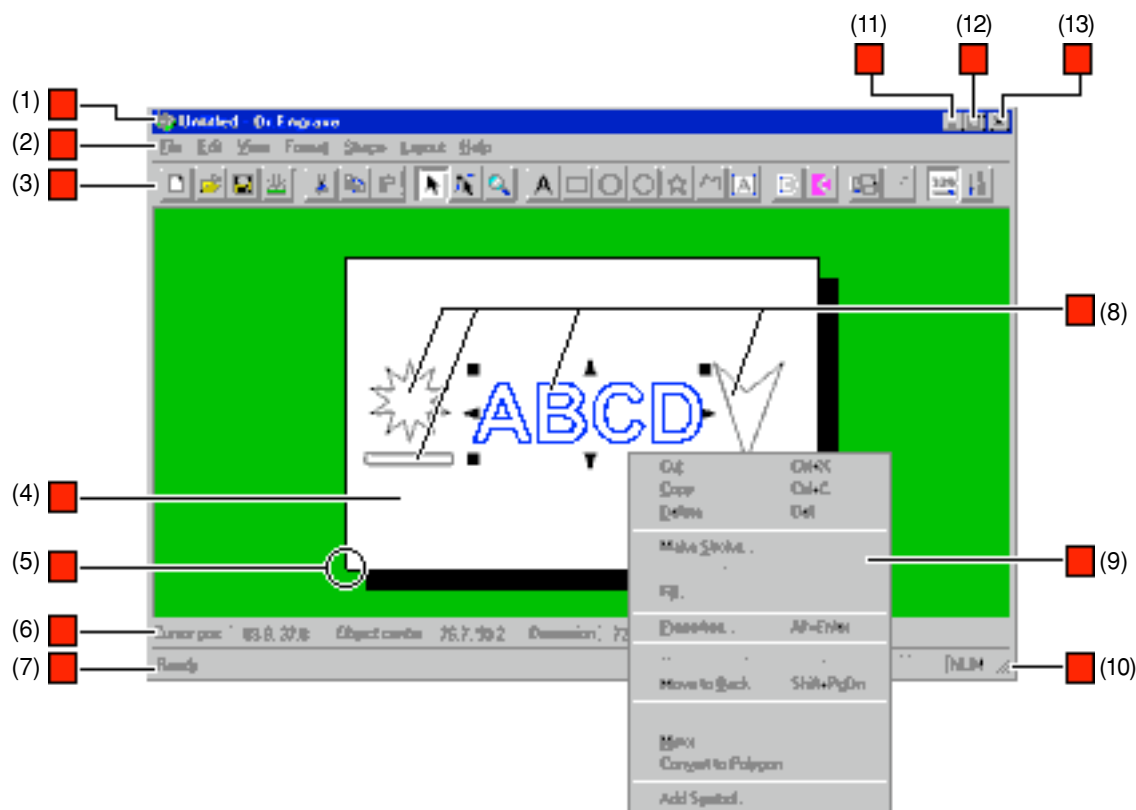 (11) (12) (13)
(1) Untitled - Dr Engrave
(2) File Edit View Format Shape Layout Help
(3)
(8)
ABCD
Cut Ctrl+X
(4) Copy Ctrl+C
Delete Del
Make Stroke...
(5) (9)
Fill...
(6) Cursor pos: Object center Dimension:
Properties... Alt+Enter
(7) Ready NUM (10)
Move to Back Shift+PgDn
Mirror
Convert to Polygon
Add Symbol...